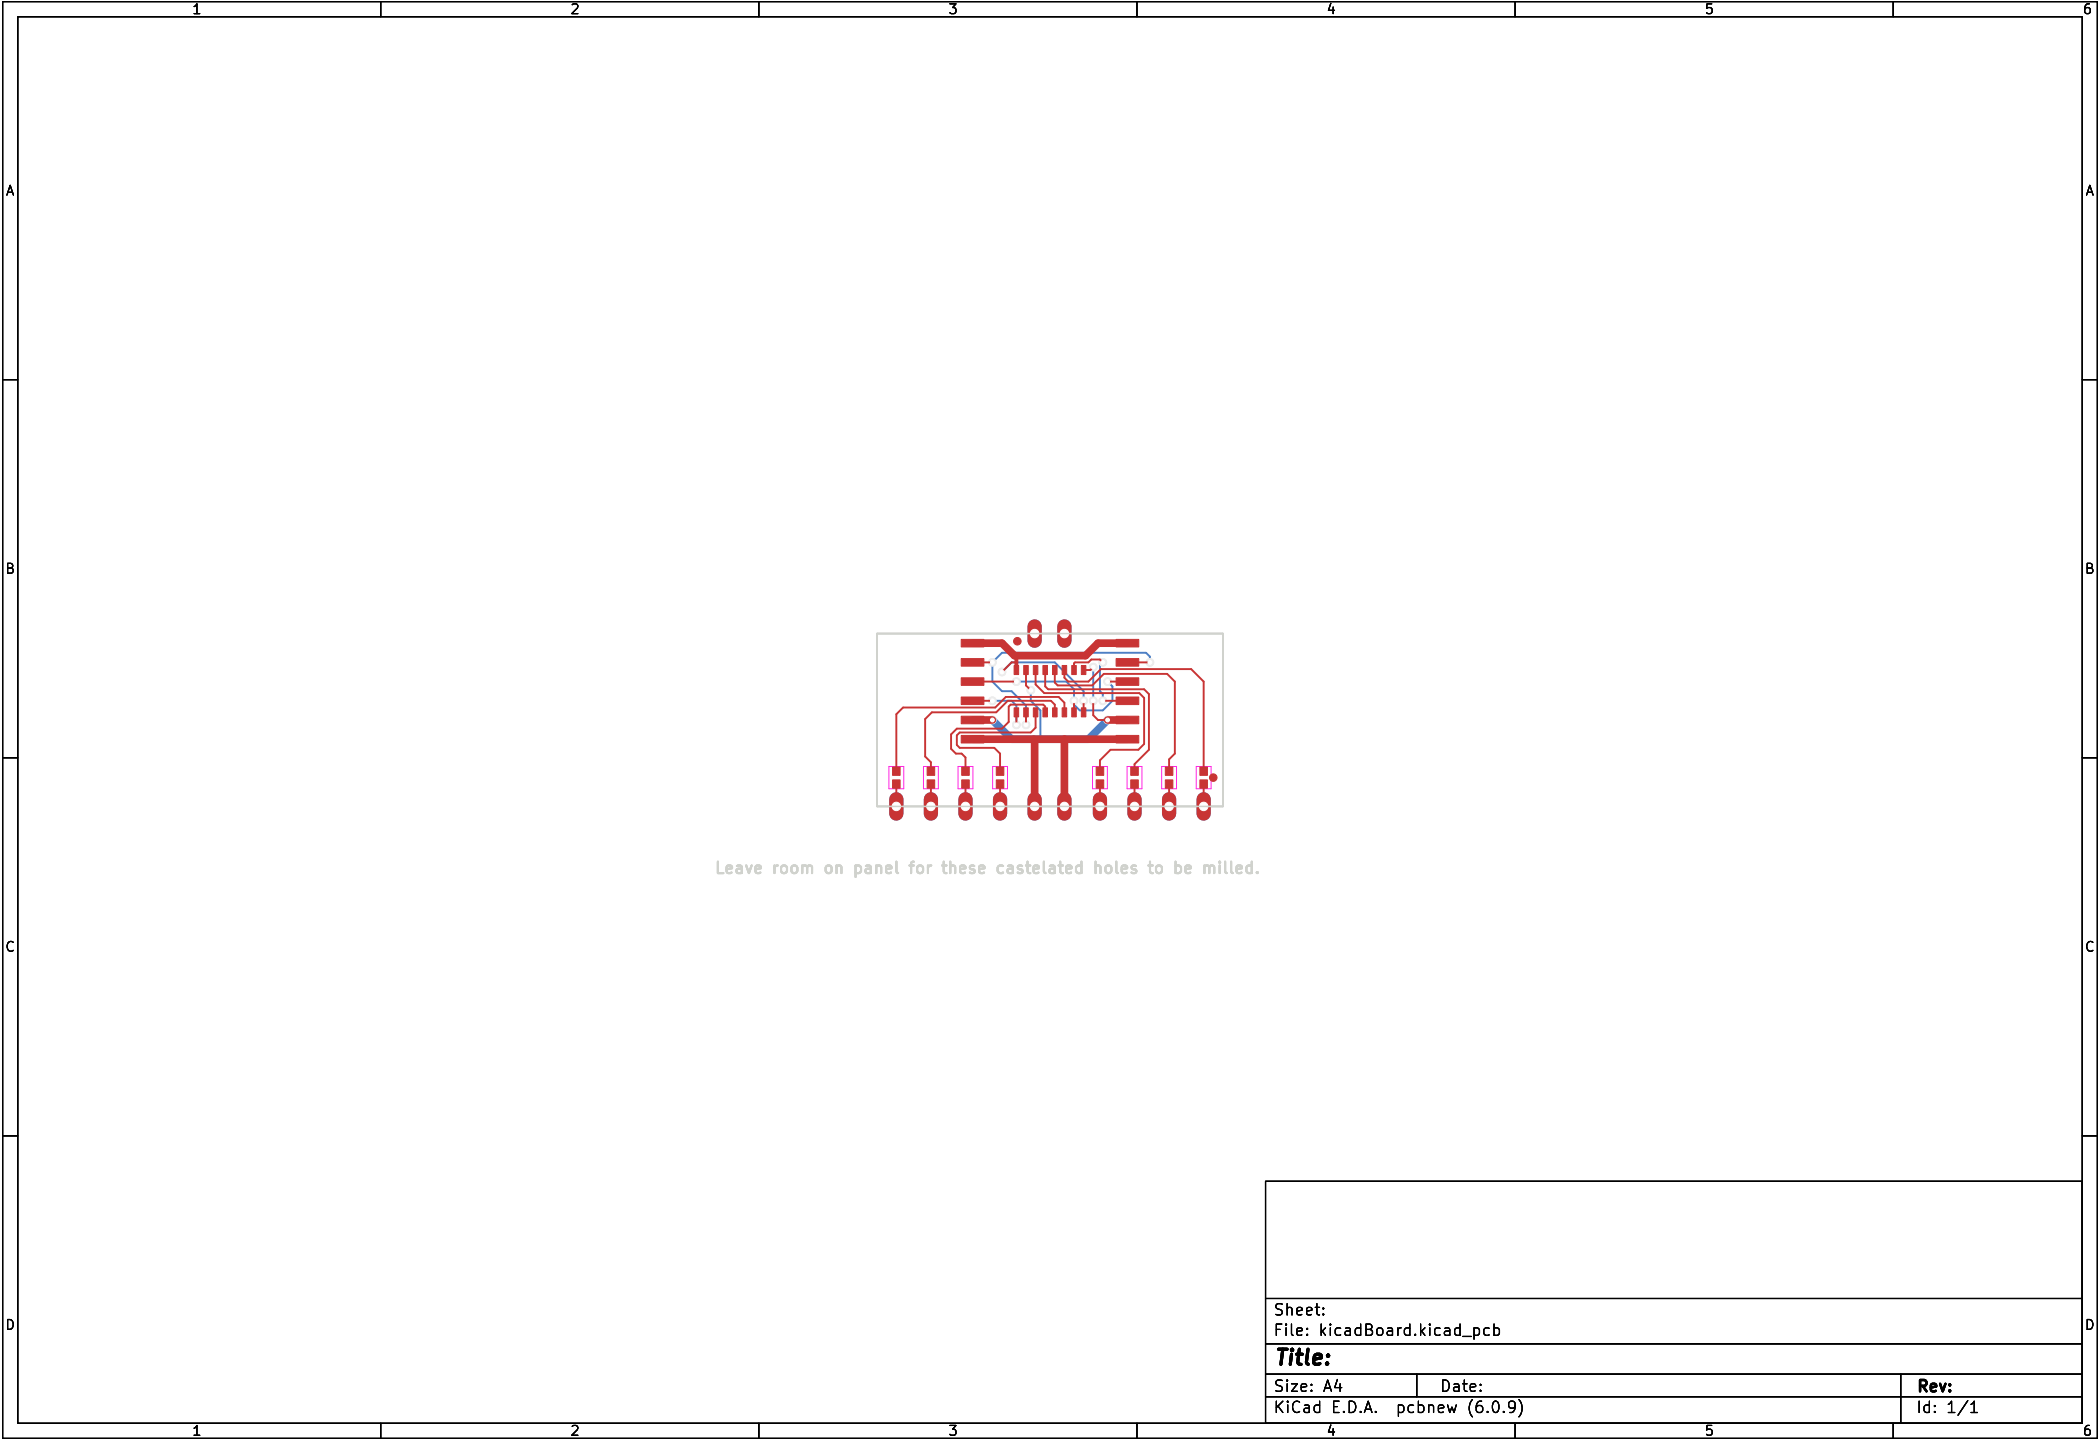 1 2 3 4 5 6
A A
B B
Leave room on panel for these castelated holes to be milled.
C C
Sheet:
File: kicadBoard.kicad_pcb
D D
Title:
Size: A4 Date: Rev:
KiCad E.D.A. pcbnew (6.0.9) Id: 1/1
1 2 3 4 5 6